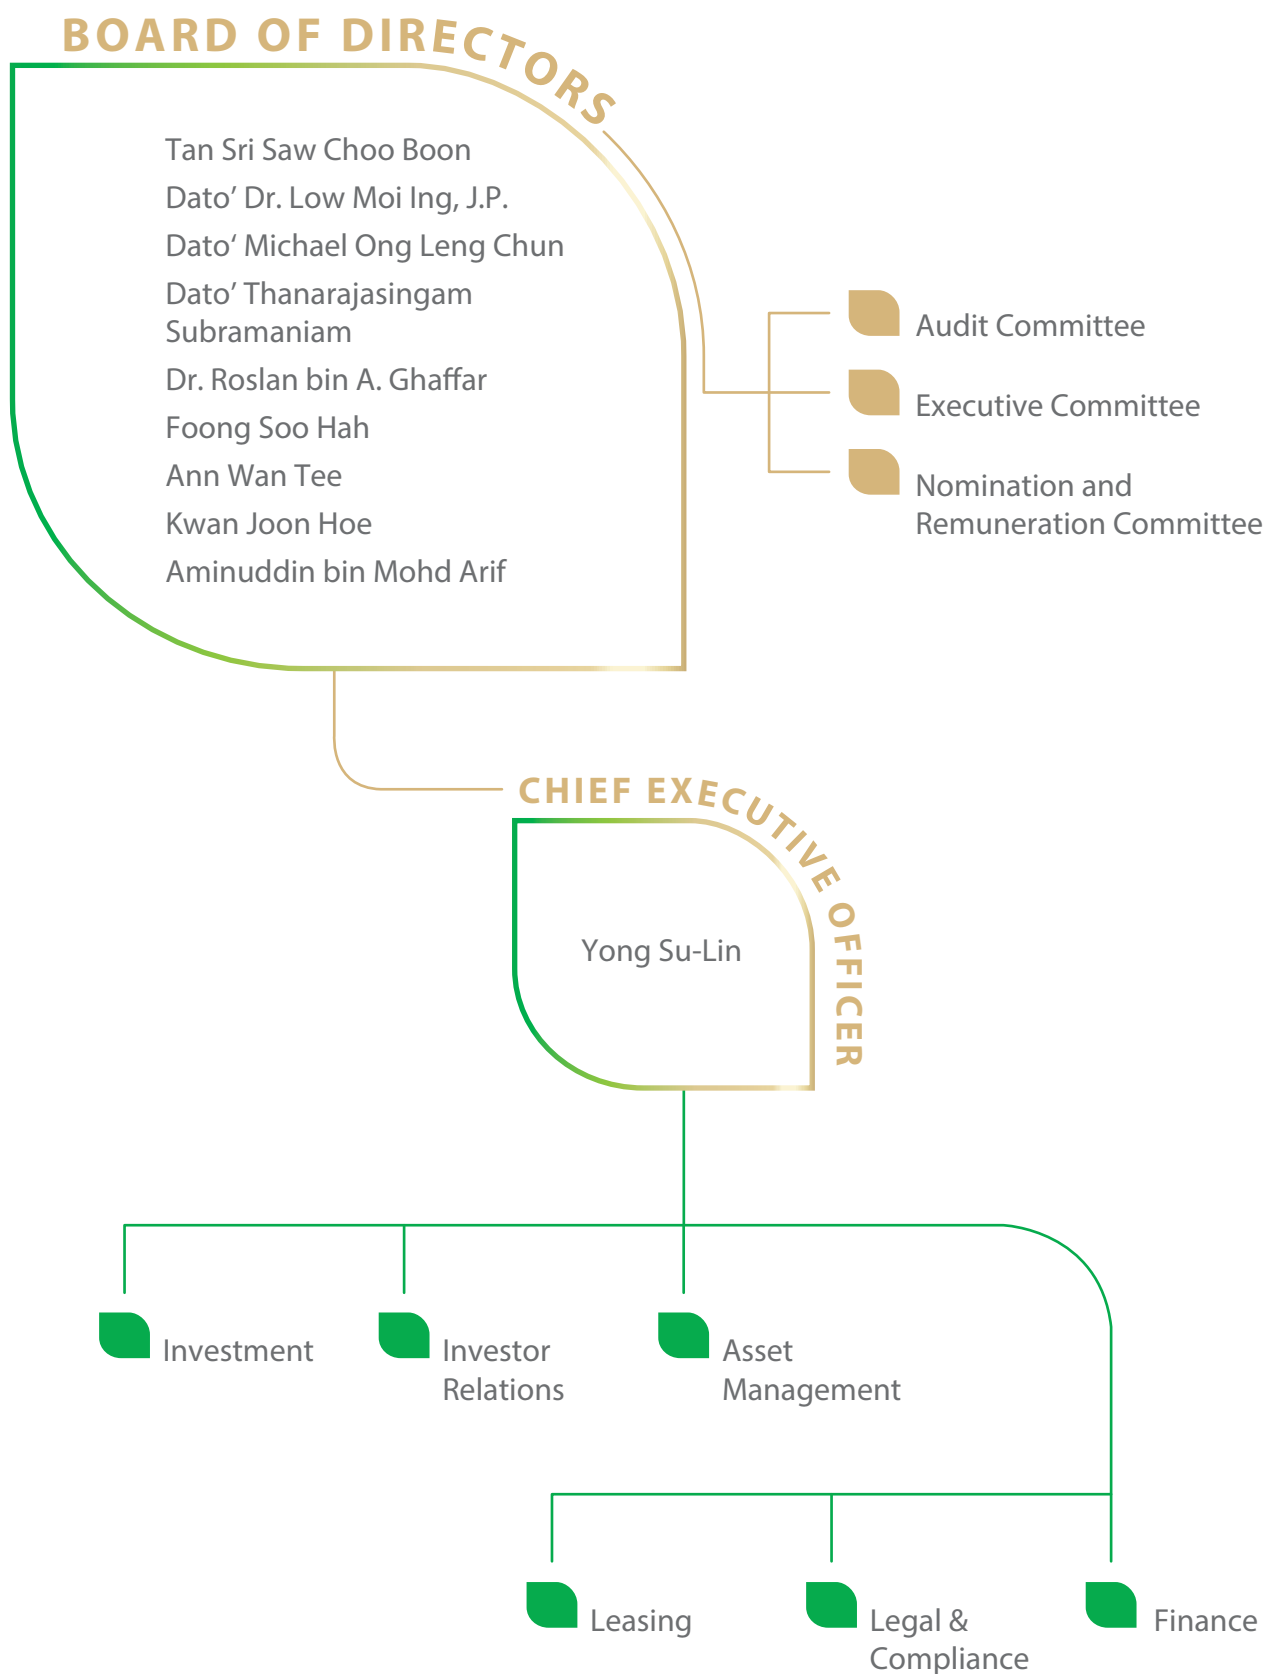 BOARD OF DIRECTORS
Tan Sri Saw Choo Boon
Dato’ Dr. Low Moi Ing, J.P.
Dato‘ Michael Ong Leng Chun
Dato’ Thanarajasingam
Subramaniam
Dr. Roslan bin A. Ghaffar
Foong Soo Hah
Ann Wan Tee
Kwan Joon Hoe
Aminuddin bin Mohd Arif
Audit Committee
Executive Committee
Nomination and
Remuneration Committee
CHIEF EXECUTIVE OFFICER
Yong Su-Lin
Investment
Investor
Relations
Asset
Management
Leasing
Legal &
Compliance
Finance